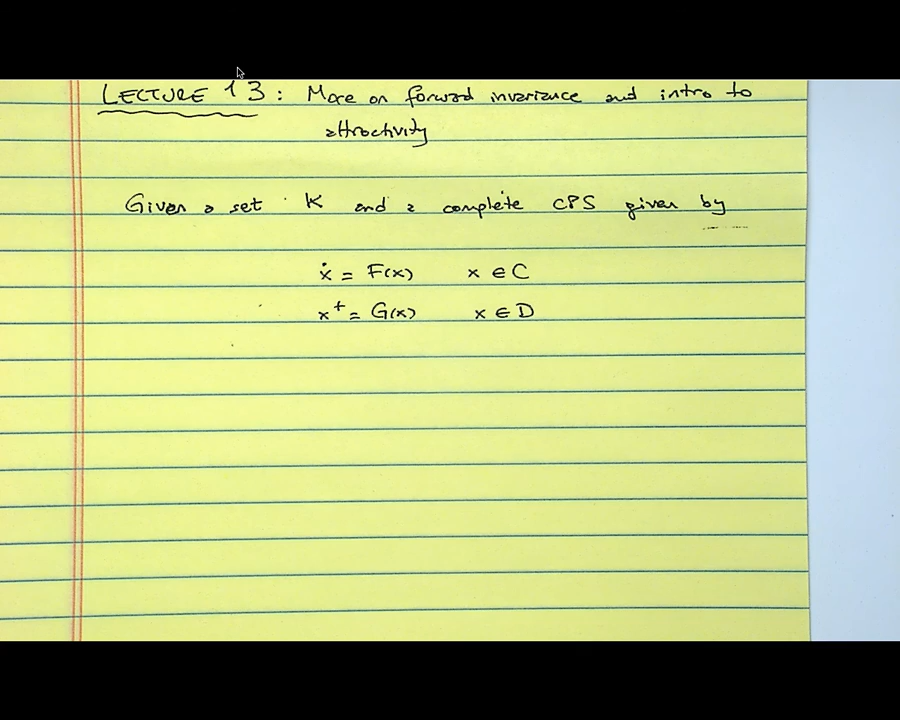 LECTURE 13: More on forward invariance and intro to
attractivity
Given a set K and a complete CPS given by
ẋ = F(x) x ∈ C
x⁺ = G(x) x ∈ D